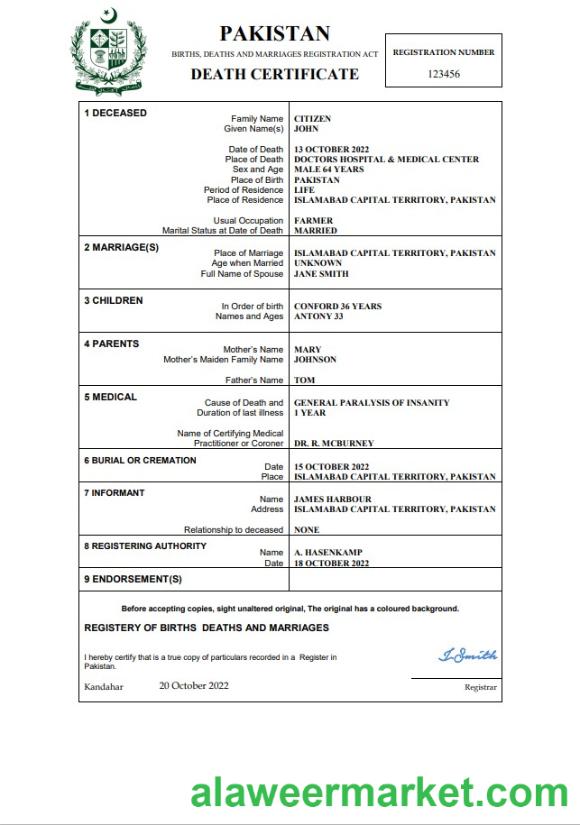 PAKISTAN
BIRTHS, DEATHS AND MARRIAGES REGISTRATION ACT
DEATH CERTIFICATE
REGISTRATION NUMBER
123456
1 DECEASED
Family Name CITIZEN
Given Name(s) JOHN
Date of Death 13 OCTOBER 2022
Place of Death DOCTORS HOSPITAL & MEDICAL CENTER
Sex and Age MALE 64 YEARS
Place of Birth PAKISTAN
Period of Residence LIFE
Place of Residence ISLAMABAD CAPITAL TERRITORY, PAKISTAN
Usual Occupation FARMER
Marital Status at Date of Death MARRIED
2 MARRIAGE(S)
Place of Marriage ISLAMABAD CAPITAL TERRITORY, PAKISTAN
Age when Married UNKNOWN
Full Name of Spouse JANE SMITH
3 CHILDREN
In Order of birth CONFORD 36 YEARS
Names and Ages ANTONY 33
4 PARENTS
Mother's Name MARY
Mother's Maiden Family Name JOHNSON
Father's Name TOM
5 MEDICAL
Cause of Death and GENERAL PARALYSIS OF INSANITY
Duration of last illness 1 YEAR
Name of Certifying Medical
Practitioner or Coroner DR. R. MCBURNEY
6 BURIAL OR CREMATION
Date 15 OCTOBER 2022
Place ISLAMABAD CAPITAL TERRITORY, PAKISTAN
7 INFORMANT
Name JAMES HARBOUR
Address ISLAMABAD CAPITAL TERRITORY, PAKISTAN
Relationship to deceased NONE
8 REGISTERING AUTHORITY
Name A. HASENKAMP
Date 18 OCTOBER 2022
9 ENDORSEMENT(S)
Before accepting copies, sight unaltered original, The original has a coloured background.
REGISTERY OF BIRTHS DEATHS AND MARRIAGES
I hereby certify that is a true copy of particulars recorded in a Register in
Pakistan.
I-Smith
Kandahar 20 October 2022 Registrar
alaweermarket.com